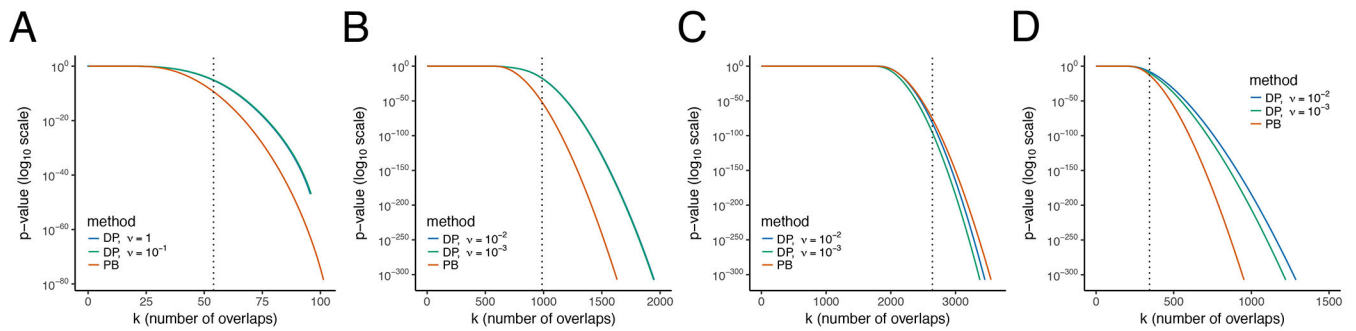 A
p-value (log10 scale)
10^0
10^-20
10^-40
10^-60
10^-80
method
DP, ν = 1
DP, ν = 10^-1
PB
0 25 50 75 100
k (number of overlaps)
B
p-value (log10 scale)
10^0
10^-50
10^-100
10^-150
10^-200
10^-250
10^-300
method
DP, ν = 10^-2
DP, ν = 10^-3
PB
0 500 1000 1500 2000
k (number of overlaps)
C
p-value (log10 scale)
10^0
10^-50
10^-100
10^-150
10^-200
10^-250
10^-300
method
DP, ν = 10^-2
DP, ν = 10^-3
PB
0 1000 2000 3000
k (number of overlaps)
D
p-value (log10 scale)
10^0
10^-50
10^-100
10^-150
10^-200
10^-250
10^-300
method
DP, ν = 10^-2
DP, ν = 10^-3
PB
0 500 1000 1500
k (number of overlaps)